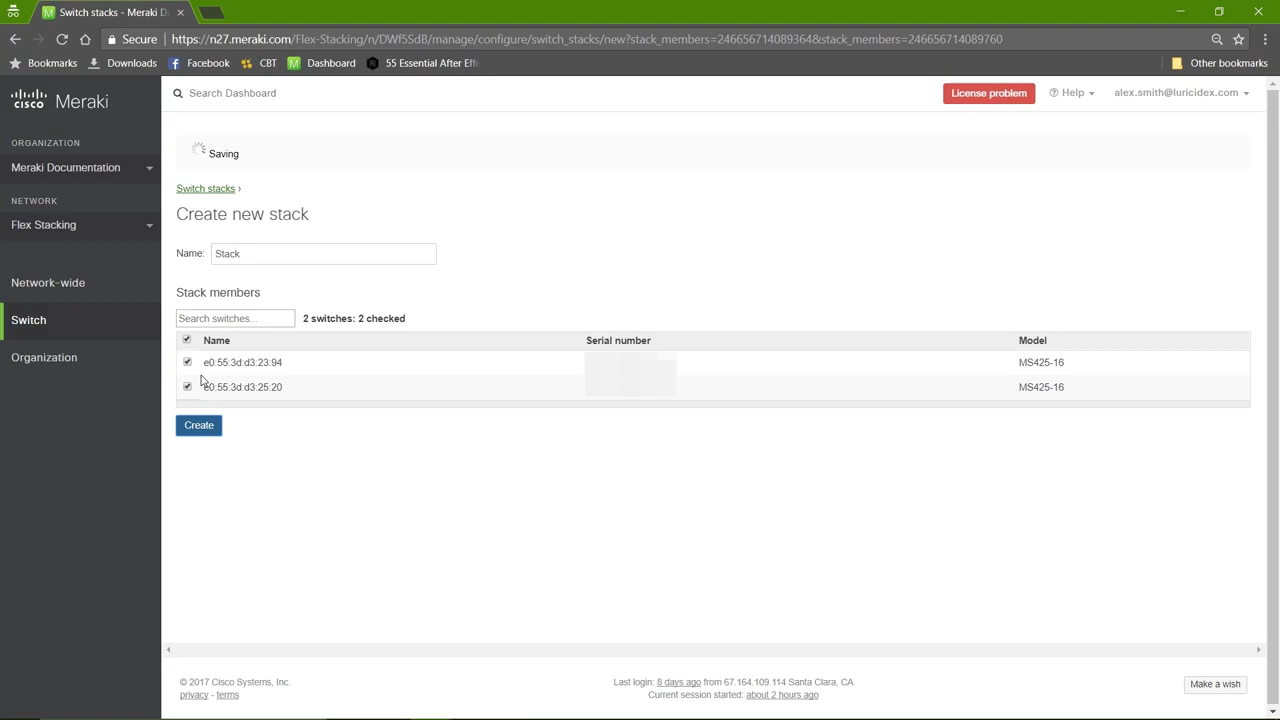 Switch stacks - Meraki D
Secure
https://n27.meraki.com/Flex-Stacking/n/DWf5SdB/manage/configure/switch_stacks/new?stack_members=246656714089364&stack_members=246656714089760
Bookmarks Downloads Facebook CBT Dashboard 55 Essential After Effe Other bookmarks
cisco Meraki
Search Dashboard
License problem
Help
alex.smith@luricidex.com
ORGANIZATION
Meraki Documentation
NETWORK
Flex Stacking
Network-wide
Switch
Organization
Saving
Switch stacks ›
Create new stack
Name: Stack
Stack members
Search switches... 2 switches: 2 checked
Name Serial number Model
e0:55:3d:d3:23:94 MS425-16
e0:55:3d:d3:25:20 MS425-16
Create
© 2017 Cisco Systems, Inc.
privacy - terms
Last login: 8 days ago from 67.164.109.114 Santa Clara, CA
Current session started: about 2 hours ago
Make a wish